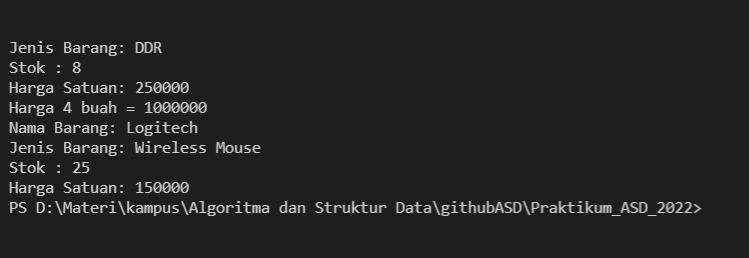 Jenis Barang: DDR
Stok : 8
Harga Satuan: 250000
Harga 4 buah = 1000000
Nama Barang: Logitech
Jenis Barang: Wireless Mouse
Stok : 25
Harga Satuan: 150000
PS D:\Materi\kampus\Algoritma dan Struktur Data\githubASD\Praktikum_ASD_2022>